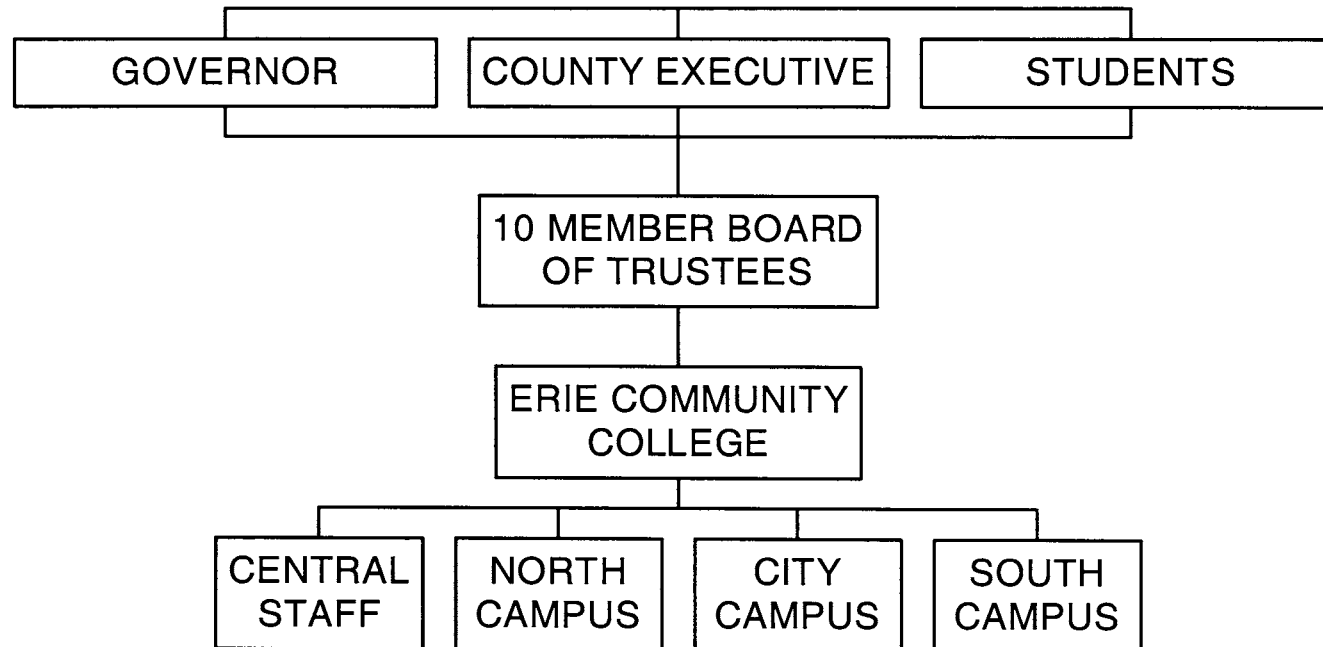 GOVERNOR
COUNTY EXECUTIVE
STUDENTS
10 MEMBER BOARD
OF TRUSTEES
ERIE COMMUNITY
COLLEGE
CENTRAL
STAFF
NORTH
CAMPUS
CITY
CAMPUS
SOUTH
CAMPUS